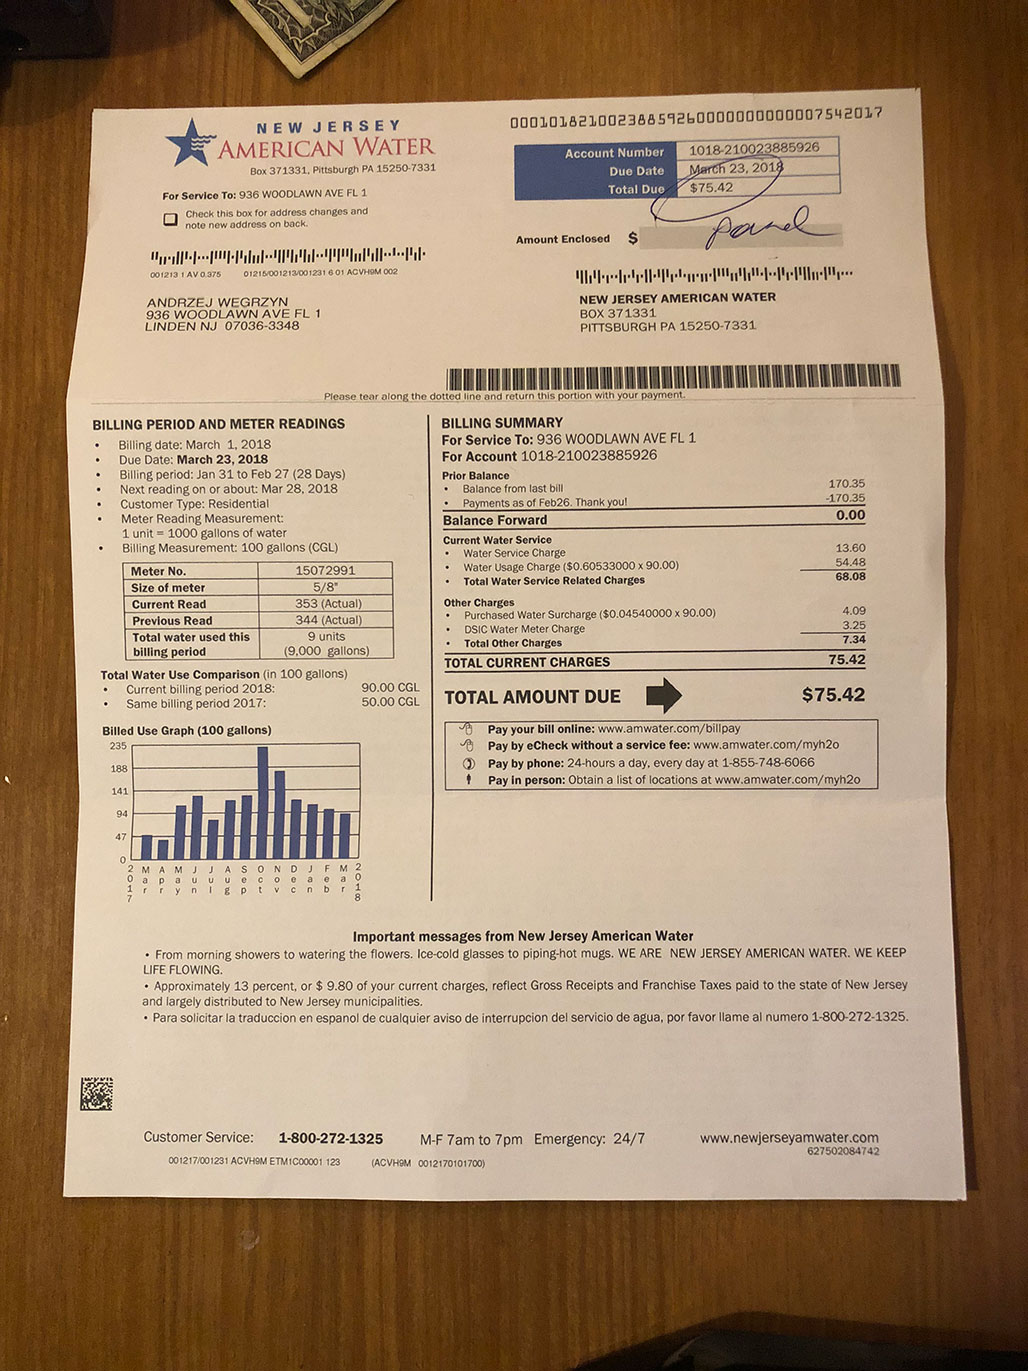 00010182100238859260000000000007542017
NEW JERSEY
AMERICAN WATER
Box 371331, Pittsburgh PA 15250-7331
Account Number 1018-210023885926
Due Date March 23, 2018
Total Due $75.42
For Service To: 936 WOODLAWN AVE FL 1
Check this box for address changes and
note new address on back.
Amount Enclosed $
001213 1 AV 0.375 01215/001213/001231 6 01 ACVH9M 002
ANDRZEJ WEGRZYN
936 WOODLAWN AVE FL 1
LINDEN NJ 07036-3348
NEW JERSEY AMERICAN WATER
BOX 371331
PITTSBURGH PA 15250-7331
Please tear along the dotted line and return this portion with your payment.
BILLING PERIOD AND METER READINGS
• Billing date: March 1, 2018
• Due Date: March 23, 2018
• Billing period: Jan 31 to Feb 27 (28 Days)
• Next reading on or about: Mar 28, 2018
• Customer Type: Residential
• Meter Reading Measurement:
1 unit = 1000 gallons of water
• Billing Measurement: 100 gallons (CGL)
Meter No. 15072991
Size of meter 5/8"
Current Read 353 (Actual)
Previous Read 344 (Actual)
Total water used this 9 units
billing period (9,000 gallons)
Total Water Use Comparison (in 100 gallons)
• Current billing period 2018: 90.00 CGL
• Same billing period 2017: 50.00 CGL
Billed Use Graph (100 gallons)
235
188
141
94
47
0
2017 Mar Apr May Jun Jul Aug Sep Oct Nov Dec Jan Feb Mar 2018
BILLING SUMMARY
For Service To: 936 WOODLAWN AVE FL 1
For Account 1018-210023885926
Prior Balance
• Balance from last bill 170.35
• Payments as of Feb26. Thank you! -170.35
Balance Forward 0.00
Current Water Service
• Water Service Charge 13.60
• Water Usage Charge ($0.60533000 x 90.00) 54.48
• Total Water Service Related Charges 68.08
Other Charges
• Purchased Water Surcharge ($0.04540000 x 90.00) 4.09
• DSIC Water Meter Charge 3.25
• Total Other Charges 7.34
TOTAL CURRENT CHARGES 75.42
TOTAL AMOUNT DUE $75.42
Pay your bill online: www.amwater.com/billpay
Pay by eCheck without a service fee: www.amwater.com/myh2o
Pay by phone: 24-hours a day, every day at 1-855-748-6066
Pay in person: Obtain a list of locations at www.amwater.com/myh2o
Important messages from New Jersey American Water
• From morning showers to watering the flowers. Ice-cold glasses to piping-hot mugs. WE ARE NEW JERSEY AMERICAN WATER. WE KEEP
LIFE FLOWING.
• Approximately 13 percent, or $ 9.80 of your current charges, reflect Gross Receipts and Franchise Taxes paid to the state of New Jersey
and largely distributed to New Jersey municipalities.
• Para solicitar la traduccion en espanol de cualquier aviso de interrupcion del servicio de agua, por favor llame al numero 1-800-272-1325.
Customer Service: 1-800-272-1325 M-F 7am to 7pm Emergency: 24/7 www.newjerseyamwater.com
627502084742
001217/001231 ACVH9M ETM1C00001 123 (ACVH9M 0012170101700)